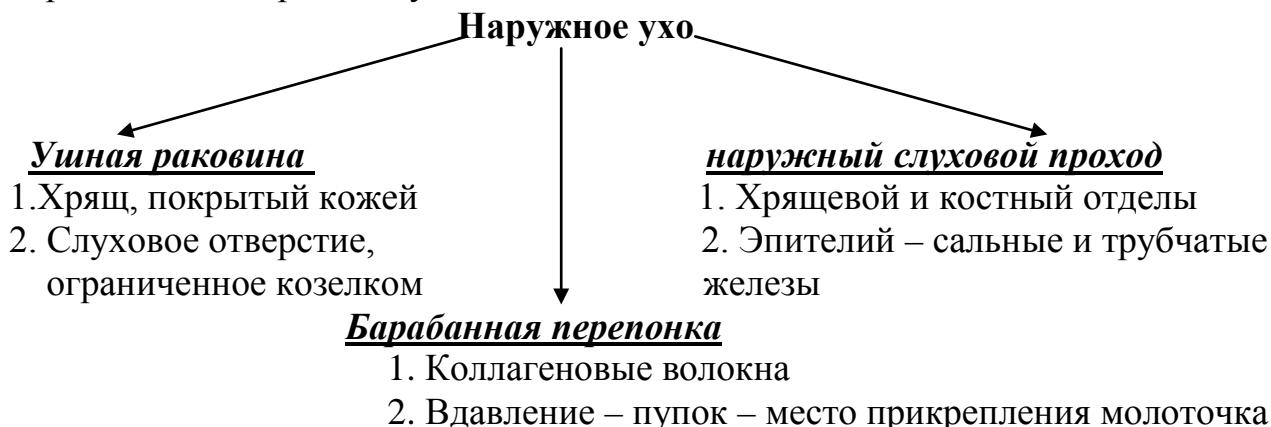 Наружное ухо
Ушная раковина
1.Хрящ, покрытый кожей
2. Слуховое отверстие,
ограниченное козелком
наружный слуховой проход
1. Хрящевой и костный отделы
2. Эпителий – сальные и трубчатые
железы
Барабанная перепонка
1. Коллагеновые волокна
2. Вдавление – пупок – место прикрепления молоточка